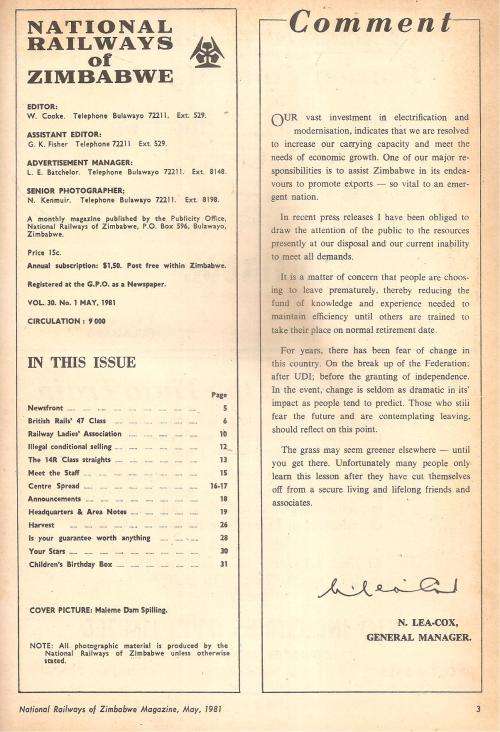 NATIONAL
RAILWAYS
of
ZIMBABWE
EDITOR:
W. Cooke. Telephone Bulawayo 72211. Ext. 529.
ASSISTANT EDITOR:
G. K. Fisher Telephone 72211 Ext. 529.
ADVERTISEMENT MANAGER:
L. E. Batchelor. Telephone Bulawayo 72211. Ext. 8148.
SENIOR PHOTOGRAPHER;
N. Kenmuir. Telephone Bulawayo 72211. Ext. 8198.
A monthly magazine published by the Publicity Office,
National Railways of Zimbabwe, P.O. Box 596, Bulawayo,
Zimbabwe.
Price 15c.
Annual subscription: $1,50. Post free within Zimbabwe.
Registered at the G.P.O. as a Newspaper.
VOL. 30. No. 1 MAY, 1981
CIRCULATION : 9 000
IN THIS ISSUE
Page
Newsfront 5
British Rails' 47 Class 6
Railway Ladies' Association 10
Illegal conditional selling 12
The 14R Class straights 13
Meet the Staff 15
Centre Spread 16-17
Announcements 18
Headquarters & Area Notes 19
Harvest 26
Is your guarantee worth anything 28
Your Stars 30
Children's Birthday Box 31
COVER PICTURE: Maleme Dam Spilling.
NOTE: All photographic material is produced by the
National Railways of Zimbabwe unless otherwise
stated.
Comment
OUR vast investment in electrification and
modernisation, indicates that we are resolved
to increase our carrying capacity and meet the
needs of economic growth. One of our major re-
sponsibilities is to assist Zimbabwe in its endea-
vours to promote exports — so vital to an emer-
gent nation.
In recent press releases I have been obliged to
draw the attention of the public to the resources
presently at our disposal and our current inability
to meet all demands.
It is a matter of concern that people are choos-
ing to leave prematurely, thereby reducing the
fund of knowledge and experience needed to
maintain efficiency until others are trained to
take their place on normal retirement date.
For years, there has been fear of change in
this country. On the break up of the Federation:
after UDI; before the granting of independence.
In the event, change is seldom as dramatic in its'
impact as people tend to predict. Those who still
fear the future and are contemplating leaving,
should reflect on this point.
The grass may seem greener elsewhere — until
you get there. Unfortunately many people only
learn this lesson after they have cut themselves
off from a secure living and lifelong friends and
associates.
N. LEA-COX,
GENERAL MANAGER.
National Railways of Zimbabwe Magazine, May, 1981
3